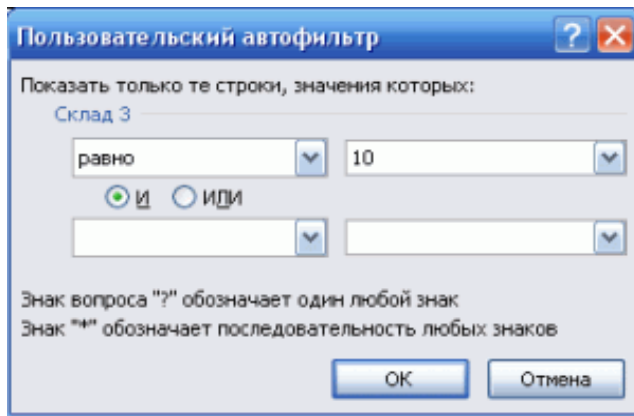 Пользовательский автофильтр
Показать только те строки, значения которых:
Склад 3
равно 10
И ИЛИ
Знак вопроса "?" обозначает один любой знак
Знак "*" обозначает последовательность любых знаков
ОК Отмена